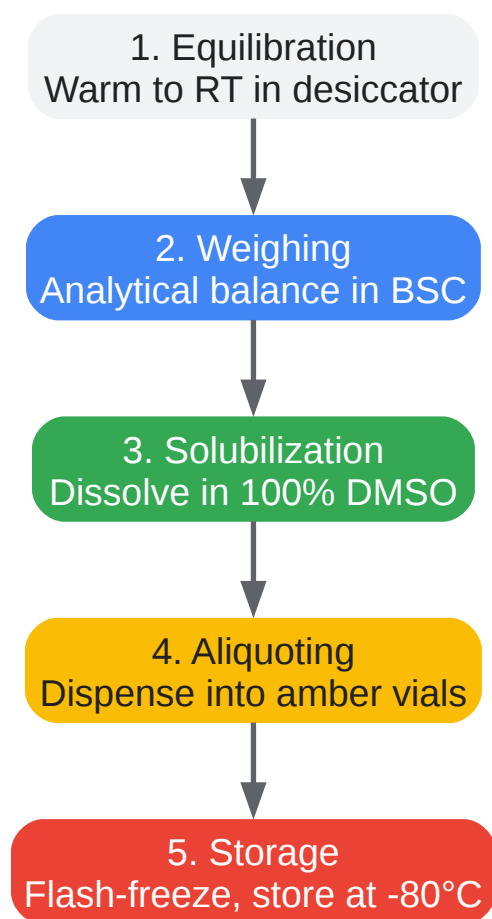 1. Equilibration
Warm to RT in desiccator
2. Weighing
Analytical balance in BSC
3. Solubilization
Dissolve in 100% DMSO
4. Aliquoting
Dispense into amber vials
5. Storage
Flash-freeze, store at -80°C